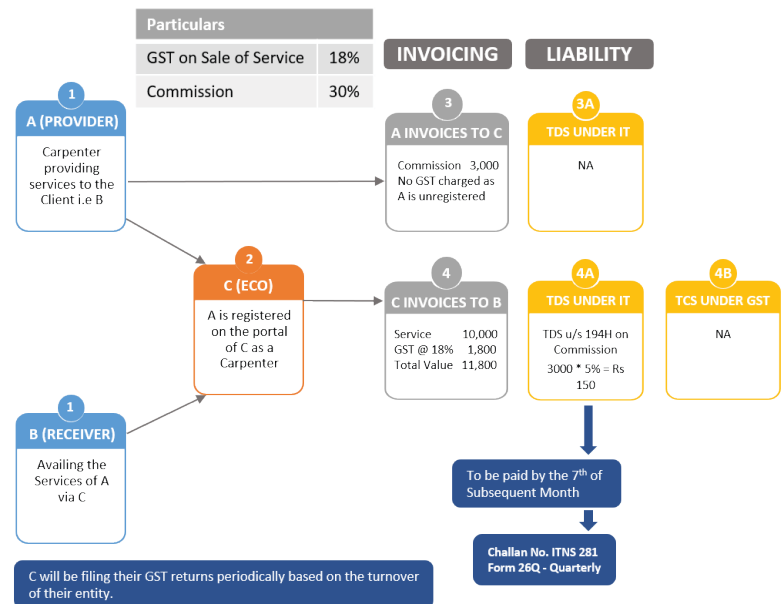 Particulars
GST on Sale of Service 18%
Commission 30%
INVOICING
LIABILITY
1
A (PROVIDER)
Carpenter
providing
services to the
Client i.e B
3
A INVOICES TO C
Commission 3,000
No GST charged as
A is unregistered
3A
TDS UNDER IT
NA
2
C (ECO)
A is registered
on the portal
of C as a
Carpenter
4
C INVOICES TO B
Service 10,000
GST @ 18% 1,800
Total Value 11,800
4A
TDS UNDER IT
TDS u/s 194H on
Commission
3000 * 5% = Rs
150
4B
TCS UNDER GST
NA
1
B (RECEIVER)
Availing the
Services of A
via C
To be paid by the 7th of
Subsequent Month
Challan No. ITNS 281
Form 26Q - Quarterly
C will be filing their GST returns periodically based on the turnover
of their entity.